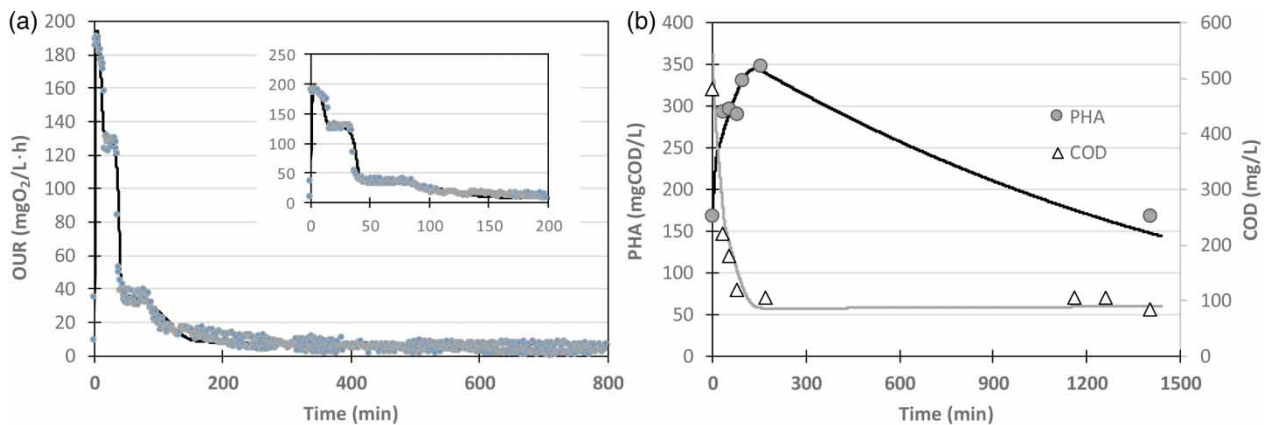 (a)
OUR (mgO₂/L·h)
200
180
160
140
120
100
80
60
40
20
0
0 200 400 600 800
Time (min)
250
200
150
100
50
0
0 50 100 150 200
(b)
PHA (mgCOD/L)
400
350
300
250
200
150
100
50
0
0 300 600 900 1200 1500
Time (min)
PHA
COD
600
500
400
300
200
100
0
COD (mg/L)